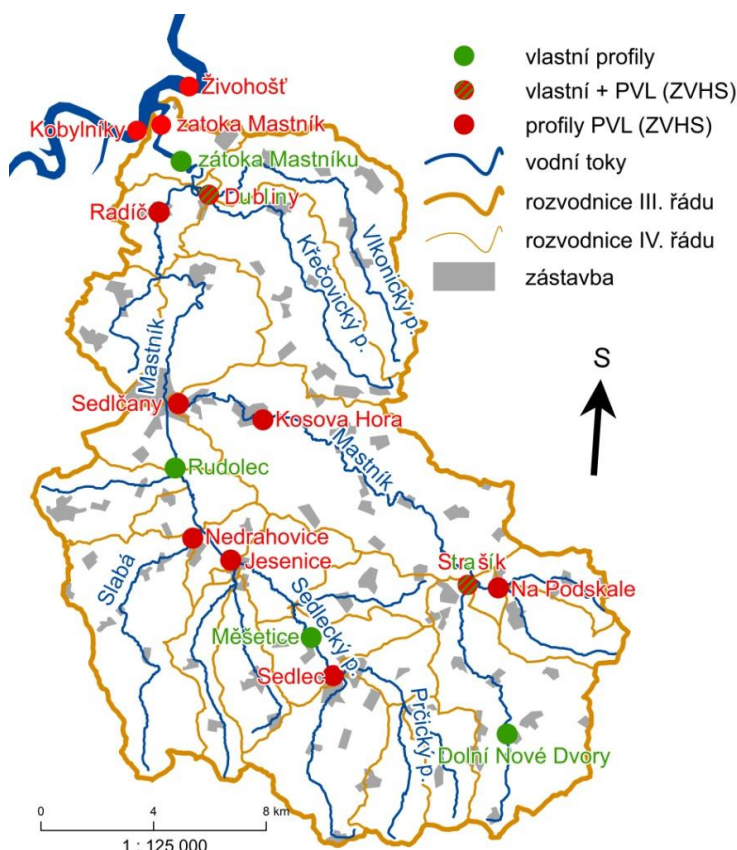 Živohošť
Kobylníky
zatoka Mastník
zátoka Mastníku
Radíč
Dubliny
Křečovický p.
Vlkonický p.
Mastník
Sedlčany
Kosova Hora
Mastník
Rudolec
Nedrahovice
Jesenice
Slabá
Strašík
Na Podskale
Sedlecký p.
Měšetice
Sedlec
Prčický p.
Dolní Nové Dvory
vlastní profily
vlastní + PVL (ZVHS)
profily PVL (ZVHS)
vodní toky
rozvodnice III. řádu
rozvodnice IV. řádu
zástavba
S
0 4 8 km
1 : 125 000